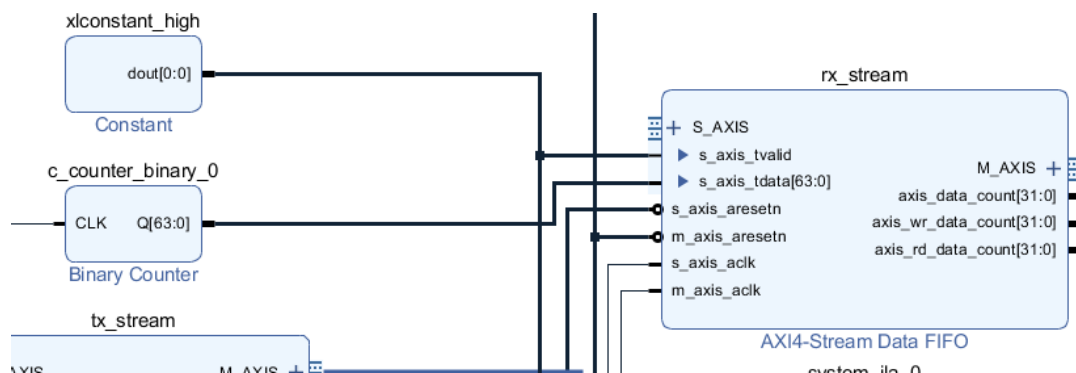 xlconstant_high
dout[0:0]
Constant
c_counter_binary_0
CLK
Q[63:0]
Binary Counter
tx_stream
M_AXIS
rx_stream
S_AXIS
s_axis_tvalid
s_axis_tdata[63:0]
s_axis_aresetn
m_axis_aresetn
s_axis_aclk
m_axis_aclk
M_AXIS
axis_data_count[31:0]
axis_wr_data_count[31:0]
axis_rd_data_count[31:0]
AXI4-Stream Data FIFO
system_ila_0